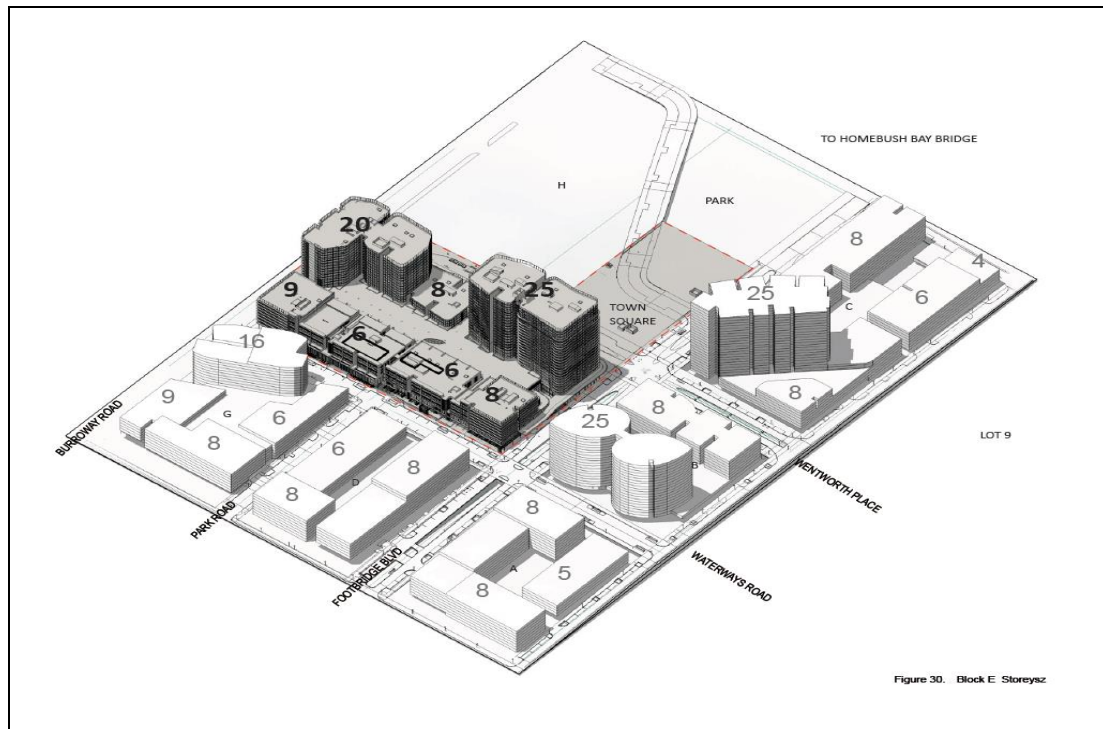 TO HOMEBUSH BAY BRIDGE
H
PARK
20
8
4
25
9
8
25
6
C
TOWN
SQUARE
6
16
6
8
8
8
9
G
6
25
LOT 9
BURROWAY ROAD
8
6
8
B
WENTWORTH PLACE
D
8
PARK ROAD
8
A
5
WATERWAYS ROAD
FOOTBRIDGE BLVD
8
Figure 30. Block E Storeysz